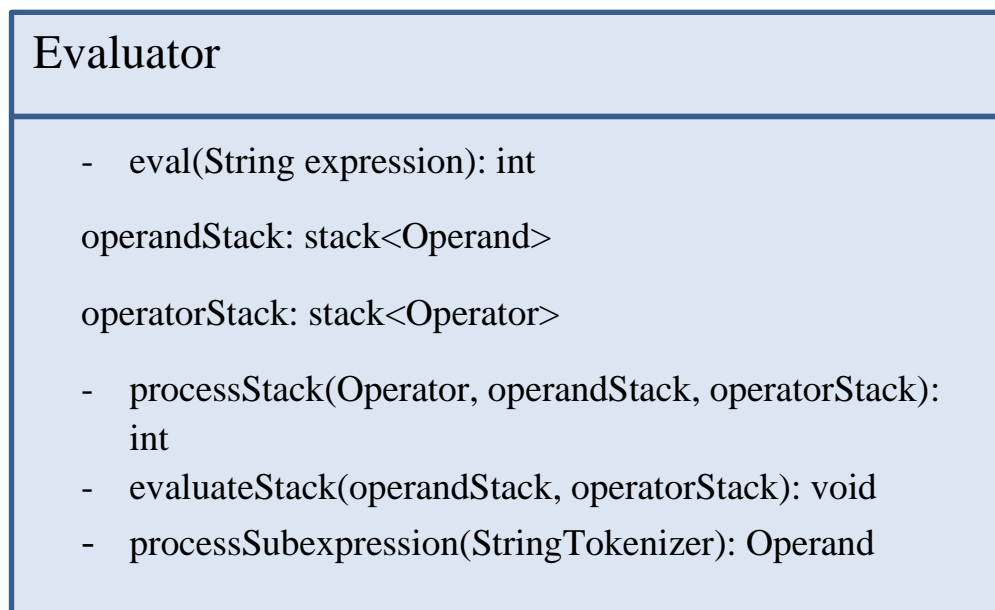 Evaluator
- eval(String expression): int
operandStack: stack<Operand>
operatorStack: stack<Operator>
- processStack(Operator, operandStack, operatorStack):
int
- evaluateStack(operandStack, operatorStack): void
- processSubexpression(StringTokenizer): Operand